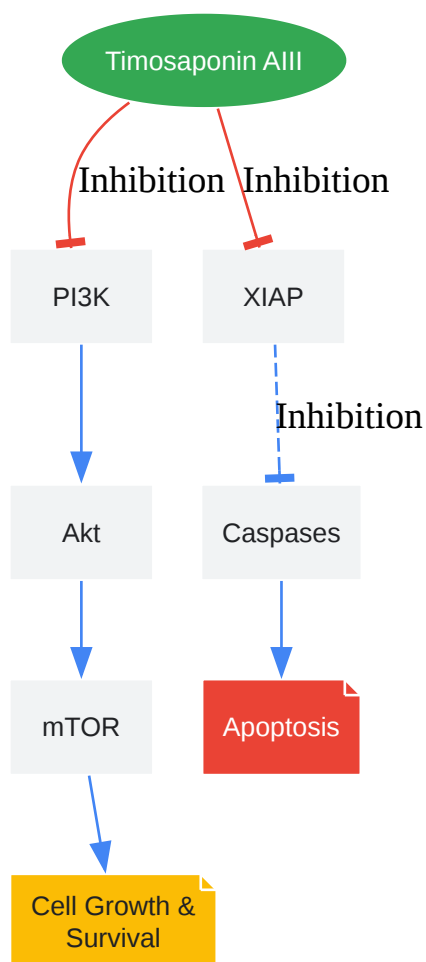 Timosaponin AIII
Inhibition
Inhibition
PI3K
XIAP
Inhibition
Akt
Caspases
mTOR
Apoptosis
Cell Growth &
Survival